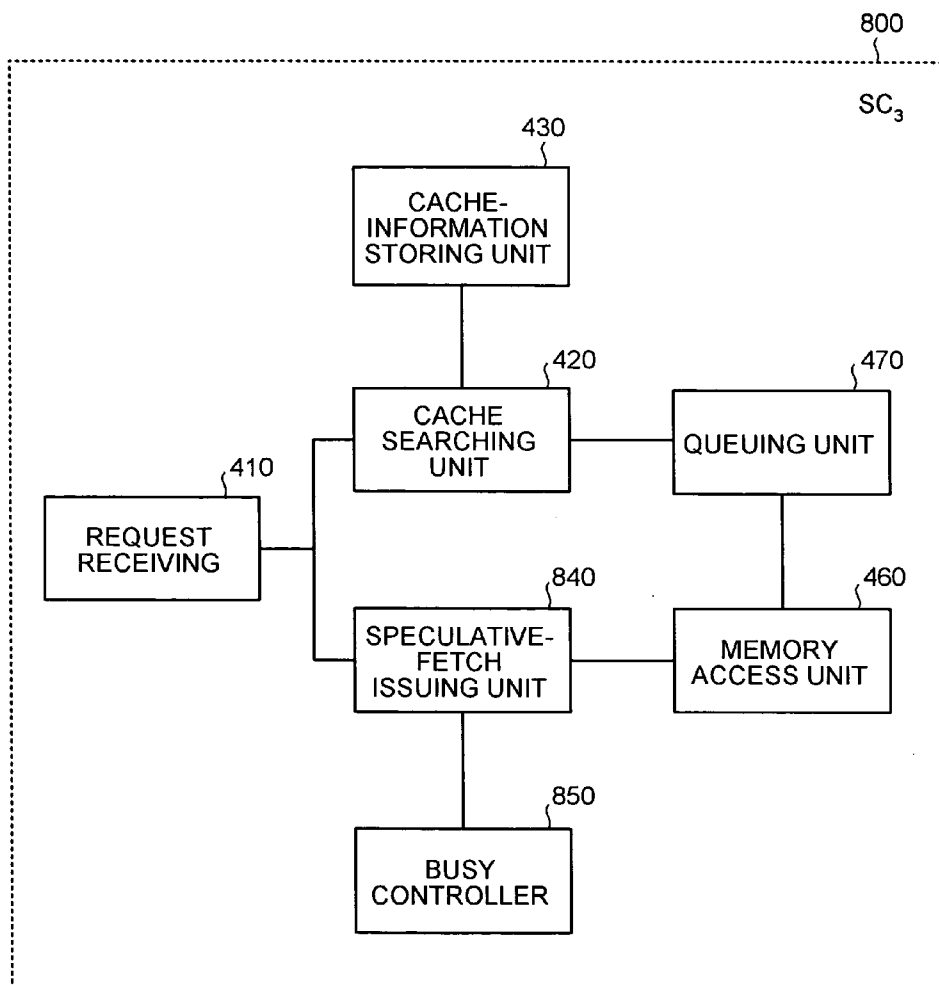 800
SC3
430
CACHE-
INFORMATION
STORING UNIT
420
CACHE
SEARCHING
UNIT
470
QUEUING UNIT
410
REQUEST
RECEIVING
840
SPECULATIVE-
FETCH
ISSUING UNIT
460
MEMORY
ACCESS UNIT
850
BUSY
CONTROLLER